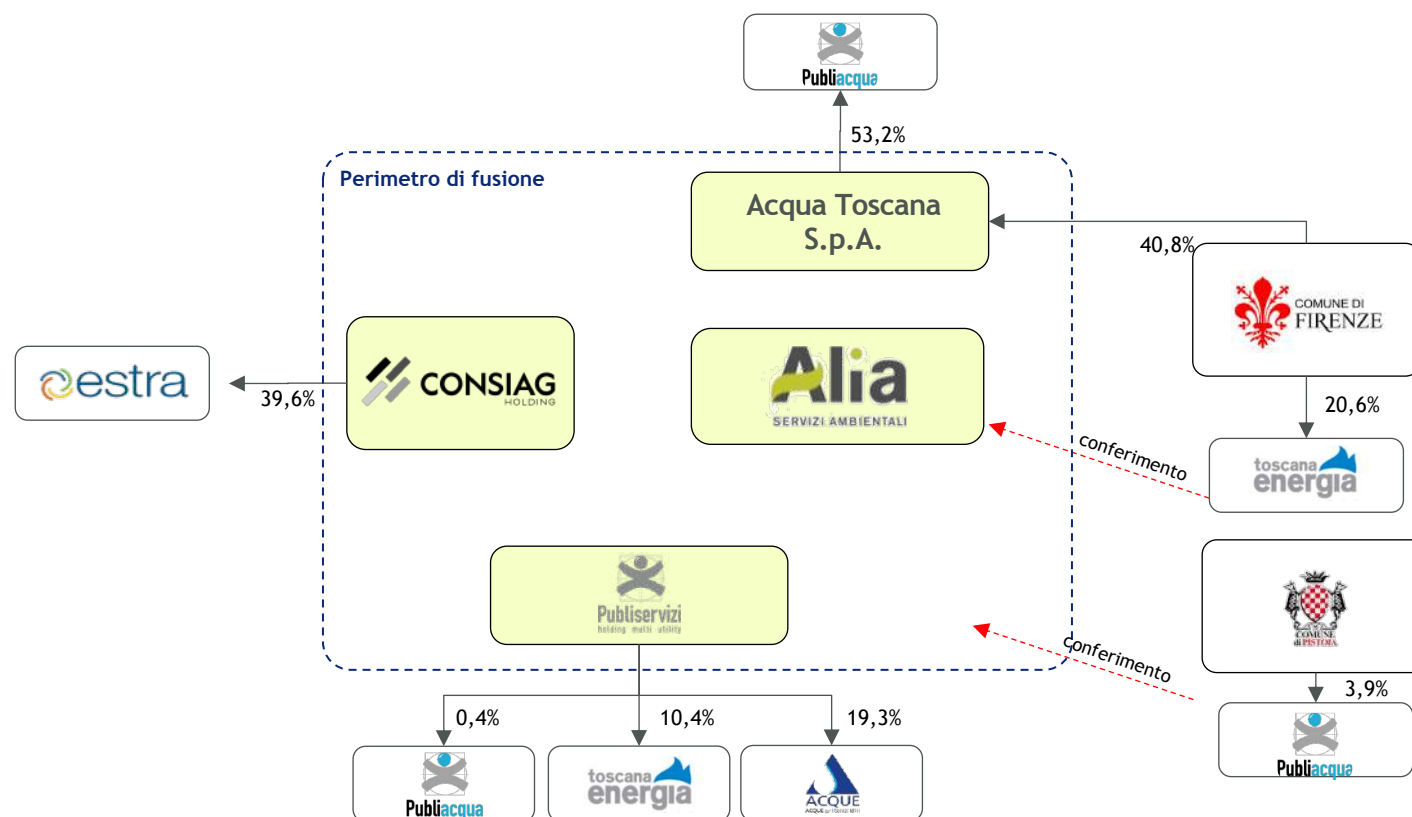 Publiacqua
53,2%
Perimetro di fusione
Acqua Toscana
S.p.A.
40,8%
COMUNE DI
FIRENZE
estra
39,6%
CONSIAG
HOLDING
Alia
SERVIZI AMBIENTALI
20,6%
conferimento
toscana
energia
Publiservizi
holding multi utility
COMUNE
di PISTOIA
conferimento
3,9%
Publiacqua
0,4%
10,4%
19,3%
Publiacqua
toscana
energia
ACQUE